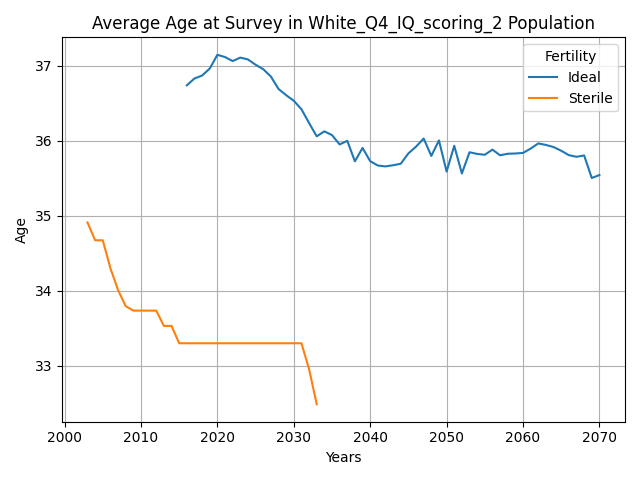 Average Age at Survey in White_Q4_IQ_scoring_2 Population
Fertility
Ideal
Sterile
Age
37
36
35
34
33
2000 2010 2020 2030 2040 2050 2060 2070
Years